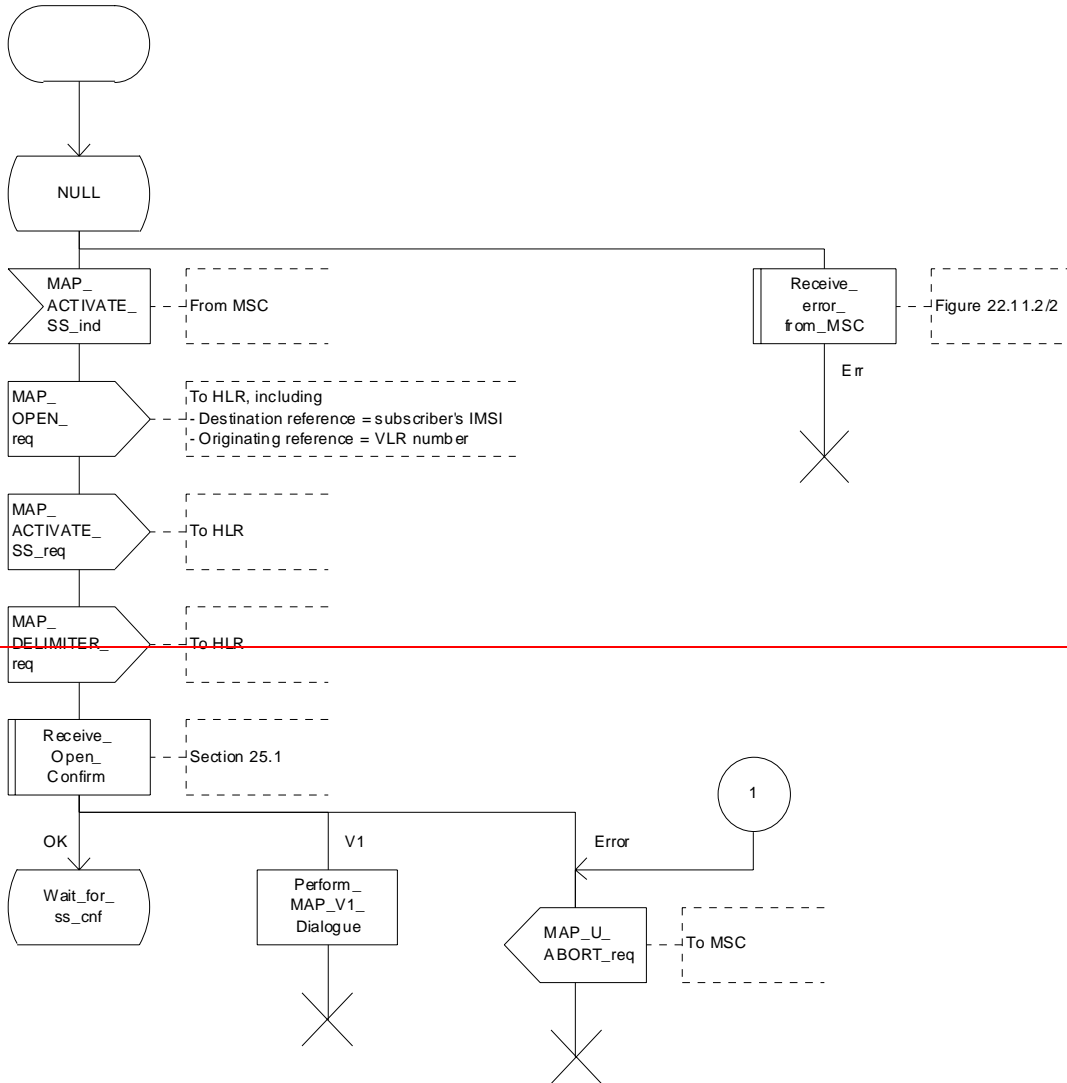 NULL
MAP_
ACTIVATE_
SS_ind
From MSC
Receive_
error_
from_MSC
Figure 22.11.2/2
Err
MAP_
OPEN_
req
To HLR, including
- Destination reference = subscriber's IMSI
- Originating reference = VLR number
MAP_
ACTIVATE_
SS_req
To HLR
MAP_
DELIMITER_
req
To HLR
Receive_
Open_
Confirm
Section 25.1
1
OK
V1
Error
Wait_for_
ss_cnf
Perform_
MAP_V1_
Dialogue
MAP_U_
ABORT_req
To MSC